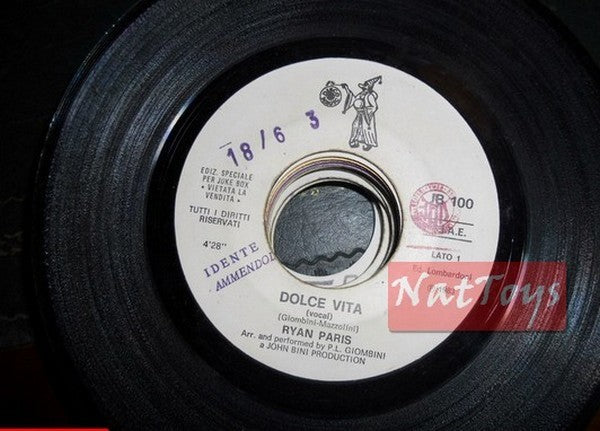 18/6 3
EDIZ. SPECIALE
PER JUKE BOX
• VIETATA LA
VENDITA •
TUTTI I DIRITTI
RISERVATI
4'28"
IDENTE
AMMENDOL
JB 100
LATO 1
Ed. Lombardoni
NatToys
DOLCE VITA
(vocal)
(Giombini-Mazzolini)
RYAN PARIS
Arr. and performed by P.L. GIOMBINI
a JOHN BINI PRODUCTION